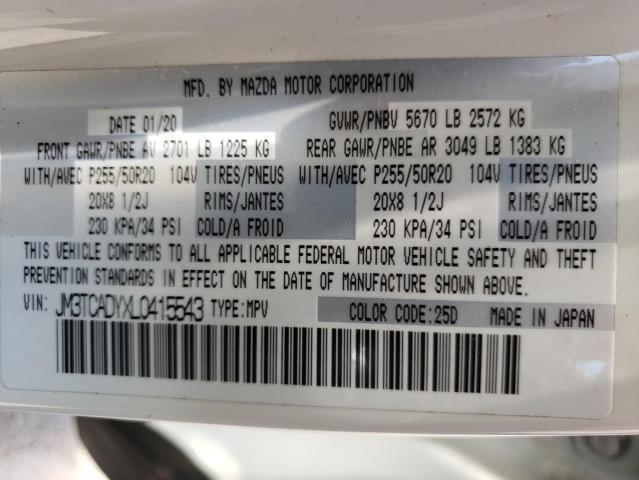 MFD. BY MAZDA MOTOR CORPORATION
DATE 01/20 GVWR/PNBV 5670 LB 2572 KG
FRONT GAWR/PNBE AV 2701 LB 1225 KG REAR GAWR/PNBE AR 3049 LB 1383 KG
WITH/AVEC P255/50R20 104V TIRES/PNEUS WITH/AVEC P255/50R20 104V TIRES/PNEUS
20X8 1/2J RIMS/JANTES 20X8 1/2J RIMS/JANTES
230 KPA/34 PSI COLD/A FROID 230 KPA/34 PSI COLD/A FROID
THIS VEHICLE CONFORMS TO ALL APPLICABLE FEDERAL MOTOR VEHICLE SAFETY AND THEFT
PREVENTION STANDARDS IN EFFECT ON THE DATE OF MANUFACTURE SHOWN ABOVE.
VIN: JM3TCADYXL0415543 TYPE:MPV COLOR CODE:25D MADE IN JAPAN